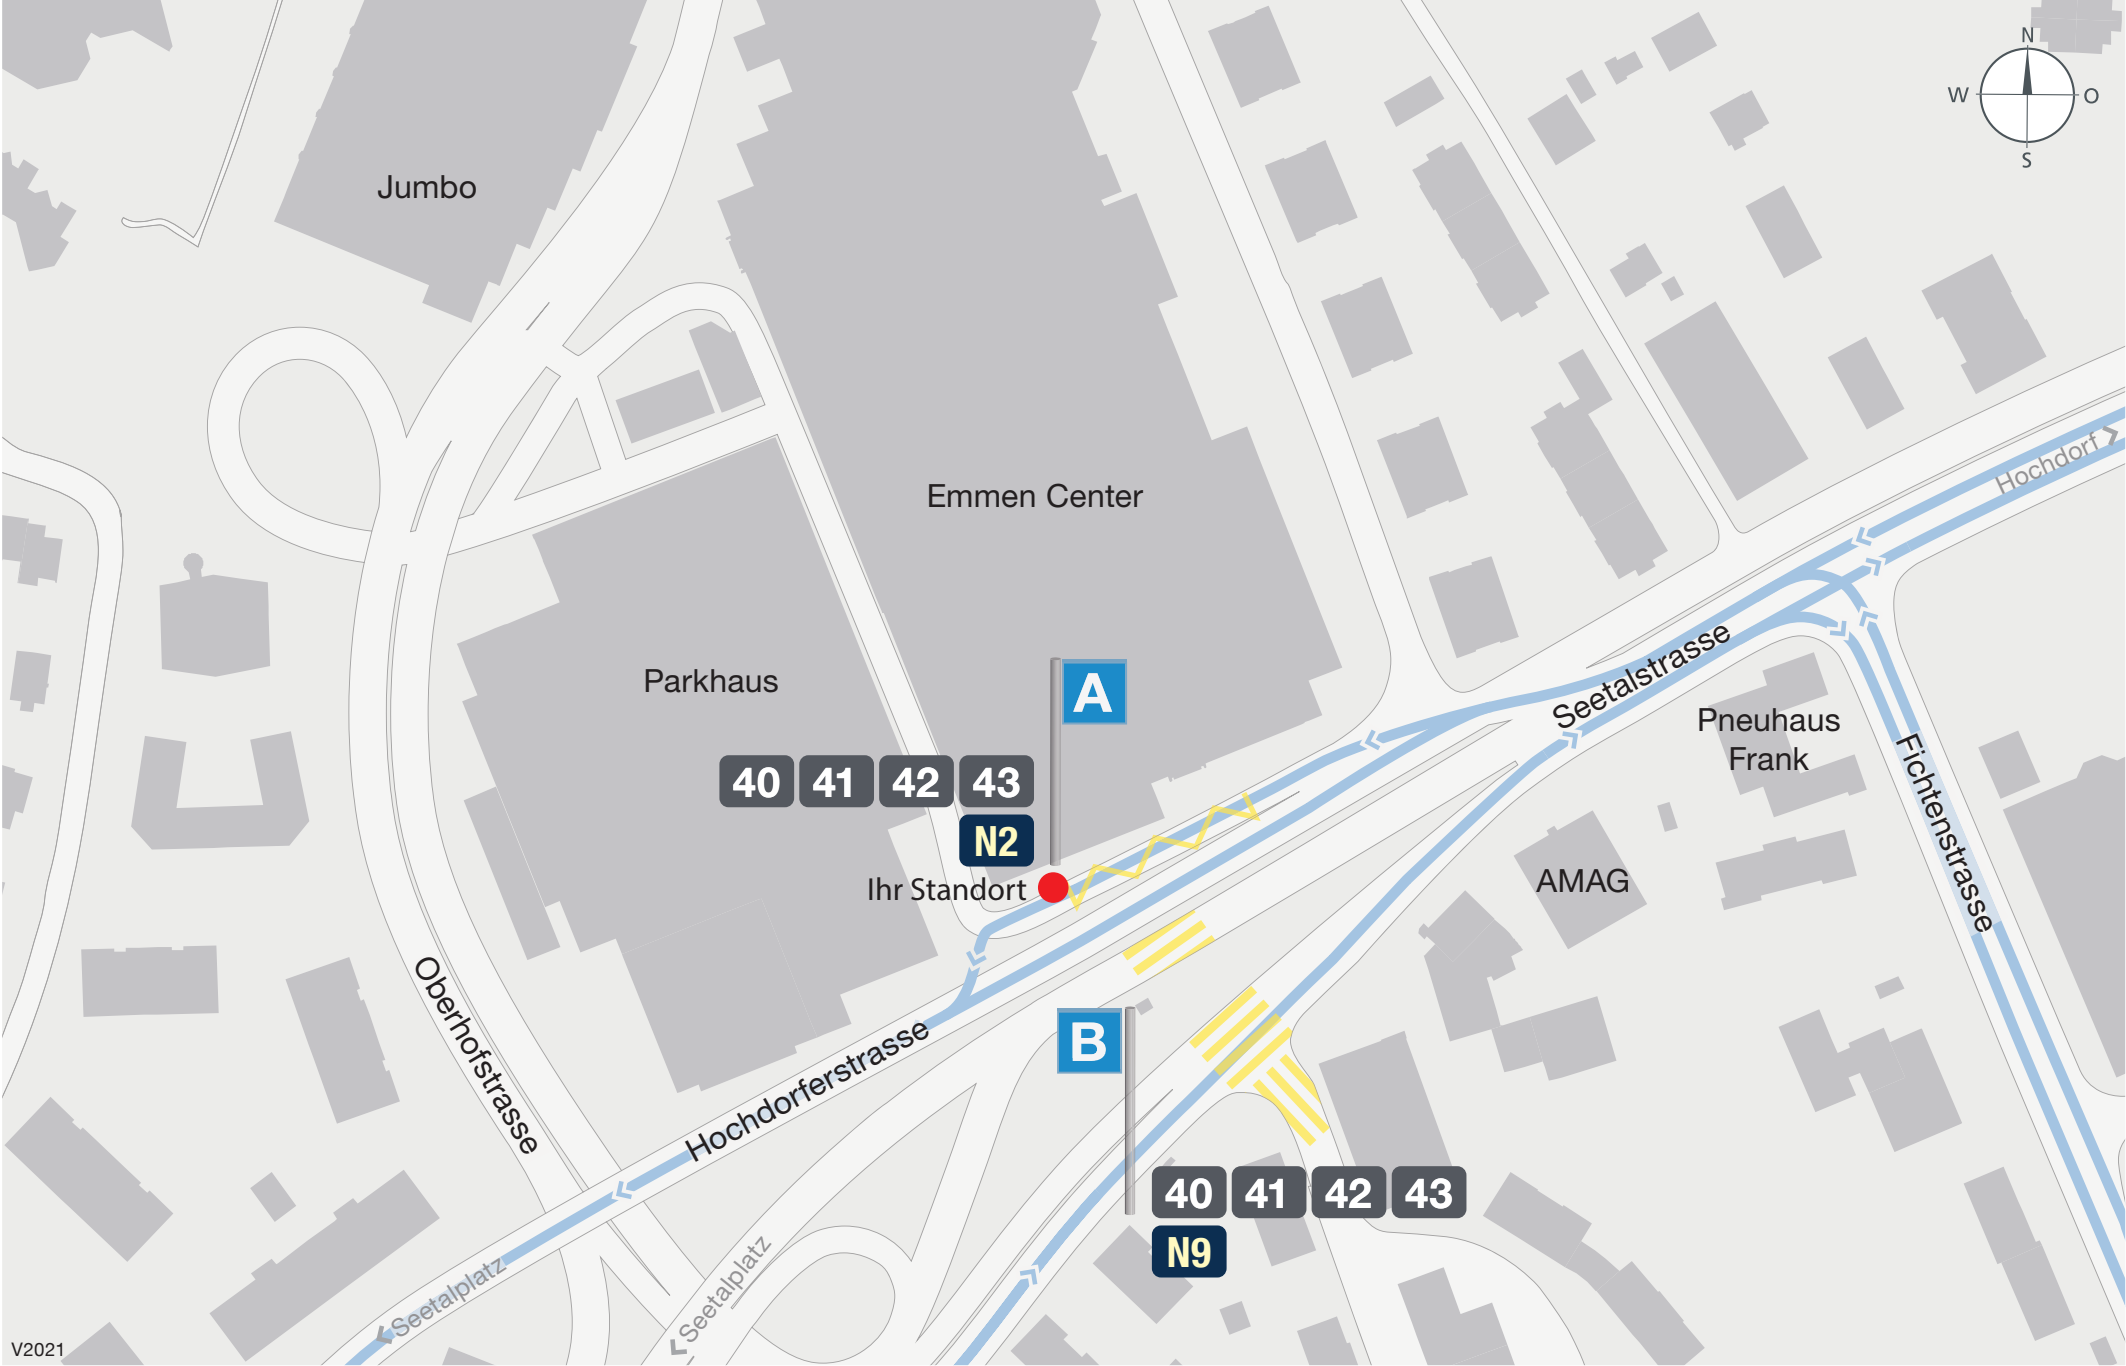 N
W O
S
Jumbo
Emmen Center
Hochdorf
Parkhaus
A
Seetalstrasse
Pneuhaus
Frank
40 41 42 43
N2
Fichtenstrasse
Ihr Standort
AMAG
Oberhofstrasse
B
Hochdorferstrasse
40 41 42 43
N9
Seetalplatz
Seetalplatz
V2021